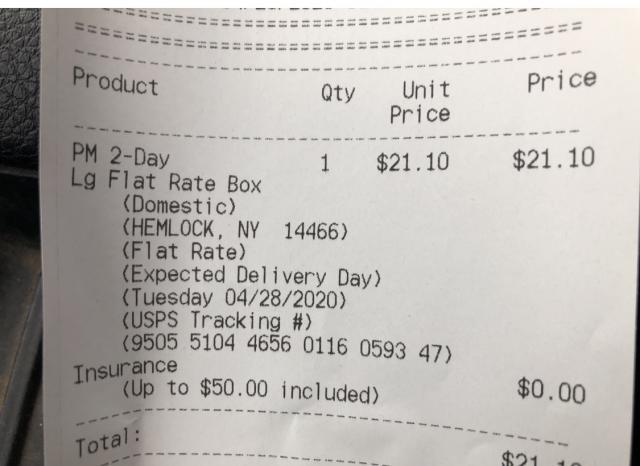 Product Qty Unit Price Price
PM 2-Day 1 $21.10 $21.10
Lg Flat Rate Box
(Domestic)
(HEMLOCK, NY 14466)
(Flat Rate)
(Expected Delivery Day)
(Tuesday 04/28/2020)
(USPS Tracking #)
(9505 5104 4656 0116 0593 47)
Insurance $0.00
(Up to $50.00 included)
Total: